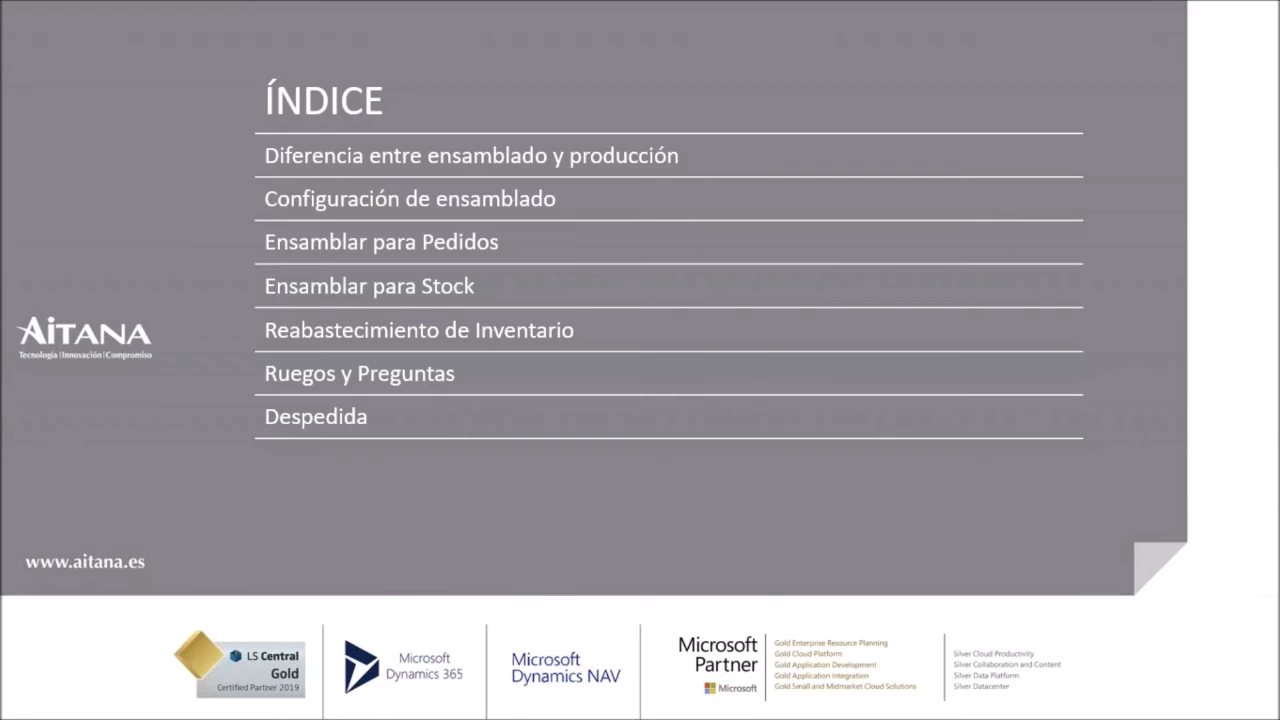 ÍNDICE
Diferencia entre ensamblado y producción
Configuración de ensamblado
Ensamblar para Pedidos
Ensamblar para Stock
Reabastecimiento de Inventario
Ruegos y Preguntas
Despedida
AITANA
Tecnología | Innovación | Compromiso
www.aitana.es
LS Central
Gold
Certified Partner 2019
Microsoft
Dynamics 365
Microsoft
Dynamics NAV
Microsoft
Partner
Microsoft
Gold Enterprise Resource Planning
Gold Cloud Platform
Gold Application Development
Gold Application Integration
Gold Small and Midmarket Cloud Solutions
Silver Cloud Productivity
Silver Collaboration and Content
Silver Data Platform
Silver Datacenter